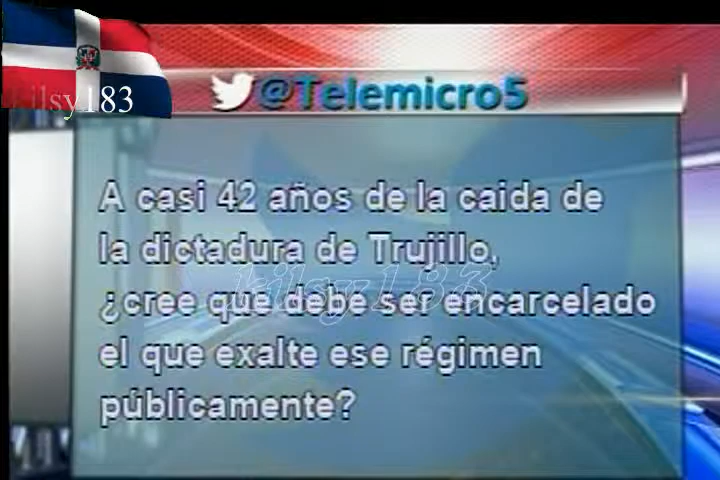 kilsy183
@Telemicro5
A casi 42 años de la caida de
la dictadura de Trujillo,
kilsy183
¿cree que debe ser encarcelado
el que exalte ese régimen
públicamente?